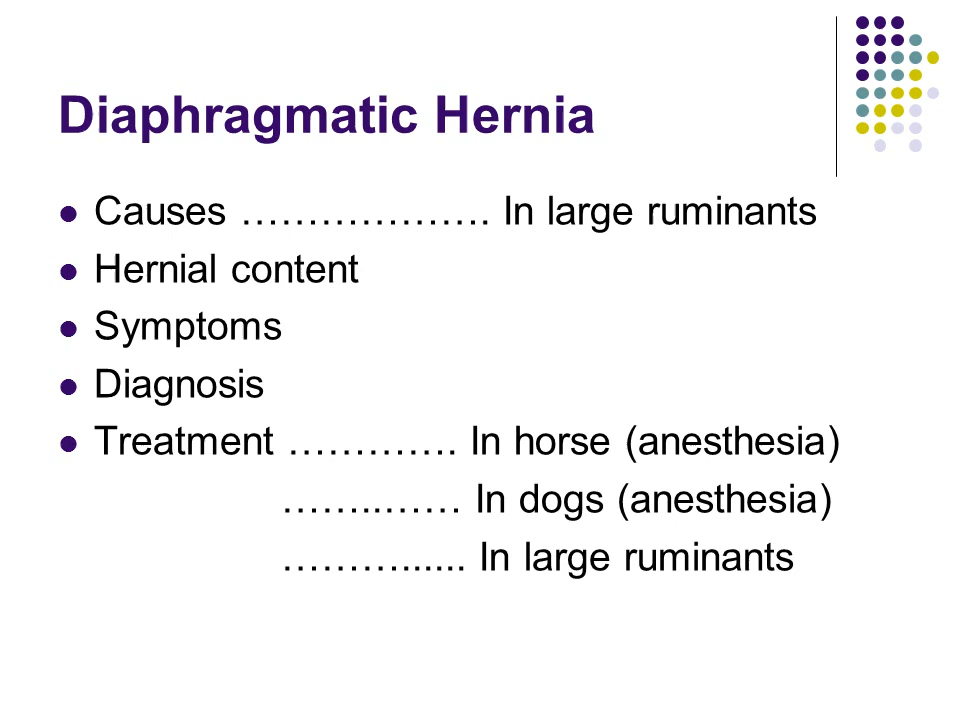 Diaphragmatic Hernia
● Causes ………………. In large ruminants
● Hernial content
● Symptoms
● Diagnosis
● Treatment …………. In horse (anesthesia)
……..…… In dogs (anesthesia)
………...... In large ruminants